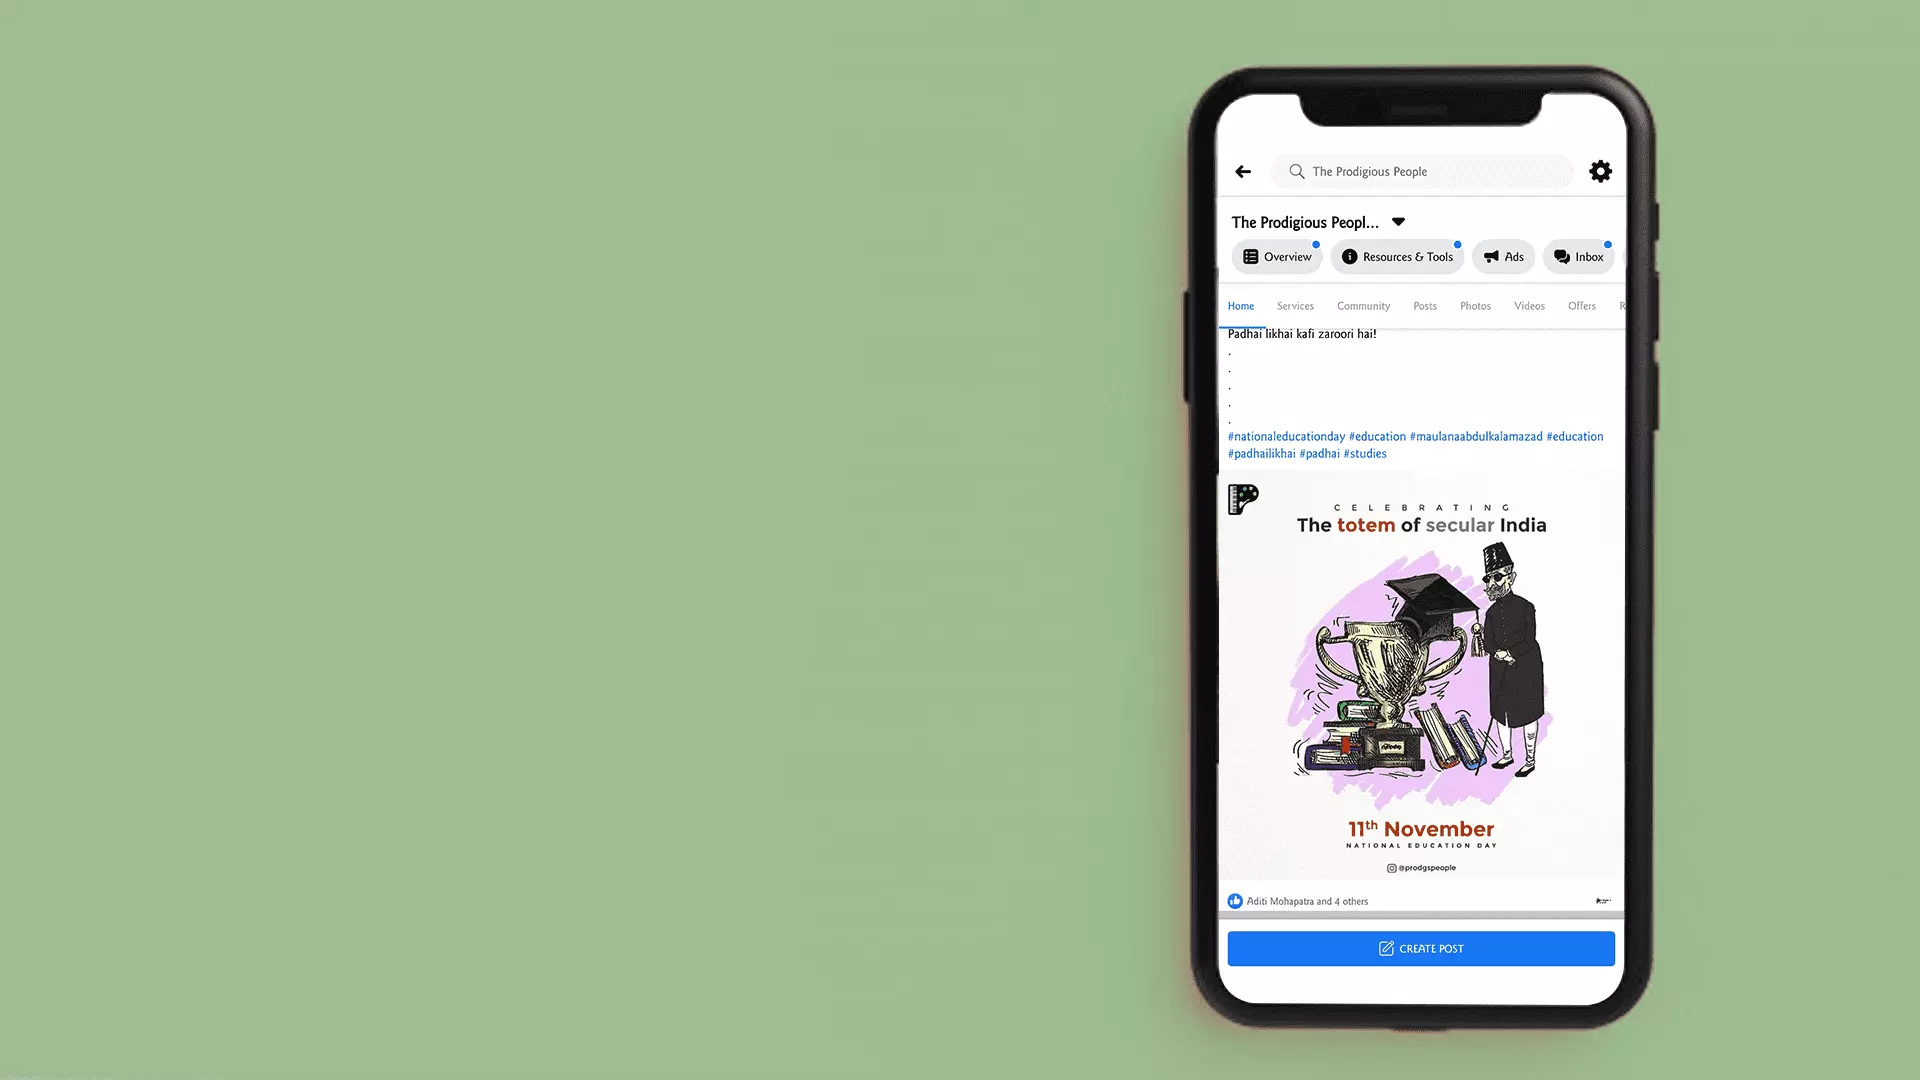 The Prodigious People
The Prodigious Peopl...
Overview
Resources & Tools
Ads
Inbox
Home
Services
Community
Posts
Photos
Videos
Offers
R
Padhai likhai kafi zaroori hai!
.
.
.
.
.
#nationaleducationday #education #maulanaabdulkalamazad #education
#padhailikhai #padhai #studies
CELEBRATING
The totem of secular India
11th November
NATIONAL EDUCATION DAY
@prodgspeople
Aditi Mohapatra and 4 others
CREATE POST